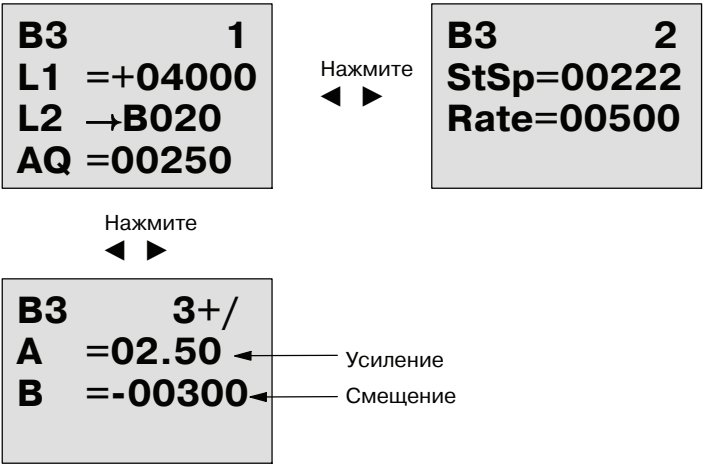 B3 1
L1 =+04000
L2 →B020
AQ =00250
Нажмите
◄ ►
B3 2
StSp=00222
Rate=00500
Нажмите
◄ ►
B3 3+/
A =02.50
B =-00300
Усиление
Смещение